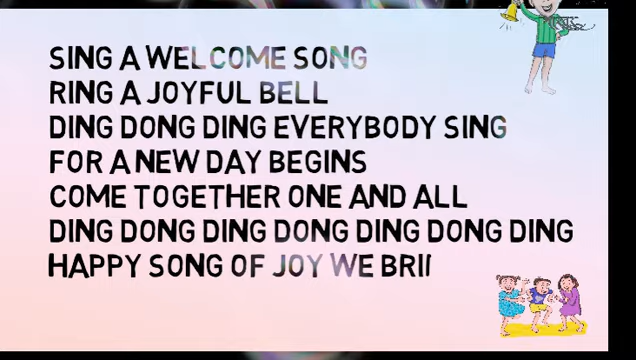 SING A WELCOME SONG
RING A JOYFUL BELL
DING DONG DING EVERYBODY SING
FOR A NEW DAY BEGINS
COME TOGETHER ONE AND ALL
DING DONG DING DONG DING DONG DING
HAPPY SONG OF JOY WE